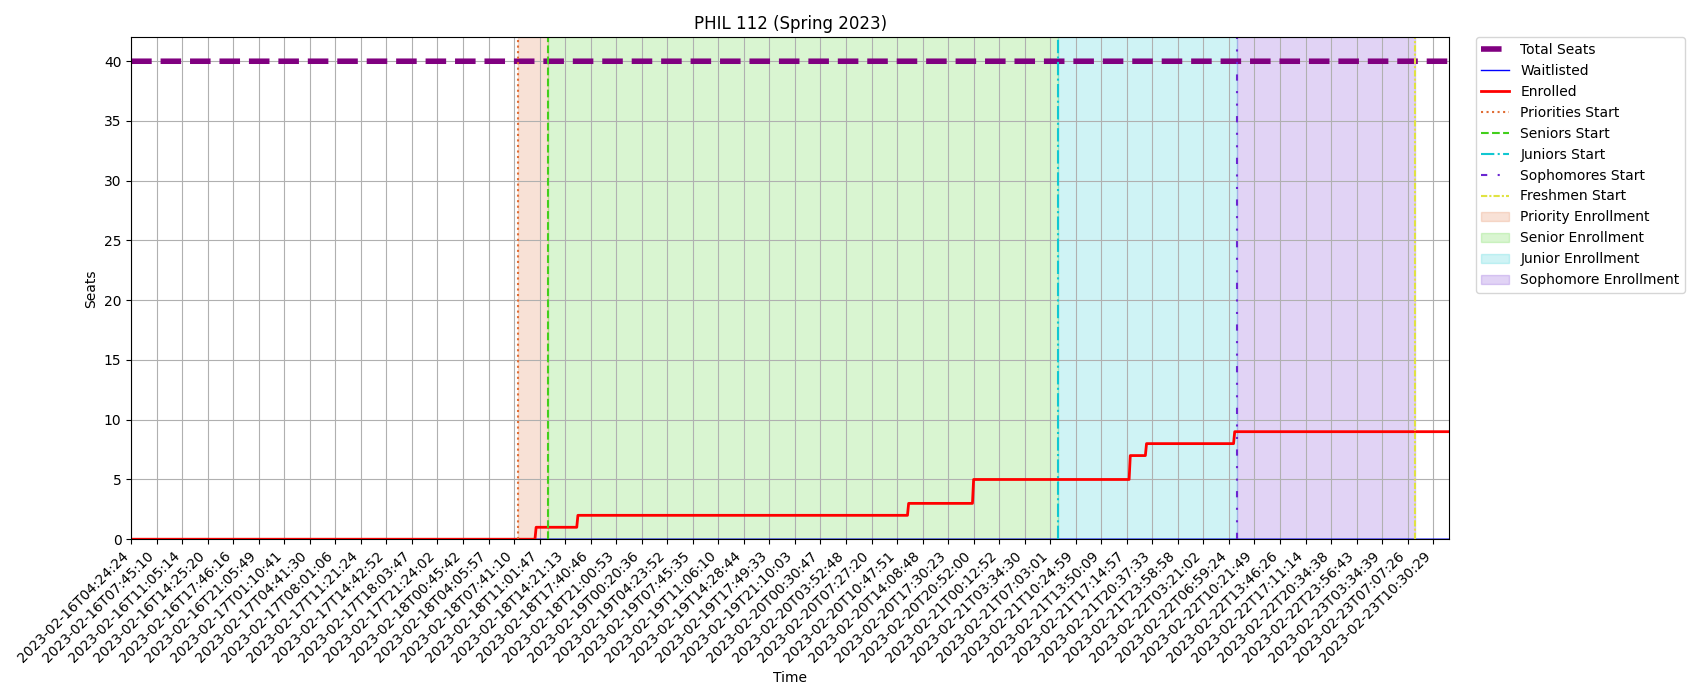 PHIL 112 (Spring 2023)
Seats
40
35
30
25
20
15
10
5
0
2023-02-16T04:24:24
2023-02-16T07:45:10
2023-02-16T11:05:14
2023-02-16T14:25:20
2023-02-16T17:46:16
2023-02-16T21:05:49
2023-02-17T01:10:41
2023-02-17T04:41:30
2023-02-17T08:01:06
2023-02-17T11:21:24
2023-02-17T14:42:52
2023-02-17T18:03:47
2023-02-17T21:24:02
2023-02-18T00:45:42
2023-02-18T04:05:57
2023-02-18T07:41:10
2023-02-18T11:01:47
2023-02-18T14:21:13
2023-02-18T17:40:46
2023-02-18T21:00:53
2023-02-19T00:20:36
2023-02-19T04:23:52
2023-02-19T07:45:35
2023-02-19T11:06:10
2023-02-19T14:28:44
2023-02-19T17:49:33
2023-02-19T21:10:03
2023-02-20T00:30:47
2023-02-20T03:52:48
2023-02-20T07:27:20
2023-02-20T10:47:51
2023-02-20T14:08:48
2023-02-20T17:30:23
2023-02-20T20:52:00
2023-02-21T00:12:52
2023-02-21T03:34:30
2023-02-21T07:03:01
2023-02-21T10:24:59
2023-02-21T13:50:09
2023-02-21T17:14:57
2023-02-21T20:37:33
2023-02-21T23:58:58
2023-02-22T03:21:02
2023-02-22T06:59:24
2023-02-22T10:21:49
2023-02-22T13:46:26
2023-02-22T17:11:14
2023-02-22T20:34:38
2023-02-22T23:56:43
2023-02-23T03:34:39
2023-02-23T07:07:26
2023-02-23T10:30:29
Time
Total Seats
Waitlisted
Enrolled
Priorities Start
Seniors Start
Juniors Start
Sophomores Start
Freshmen Start
Priority Enrollment
Senior Enrollment
Junior Enrollment
Sophomore Enrollment